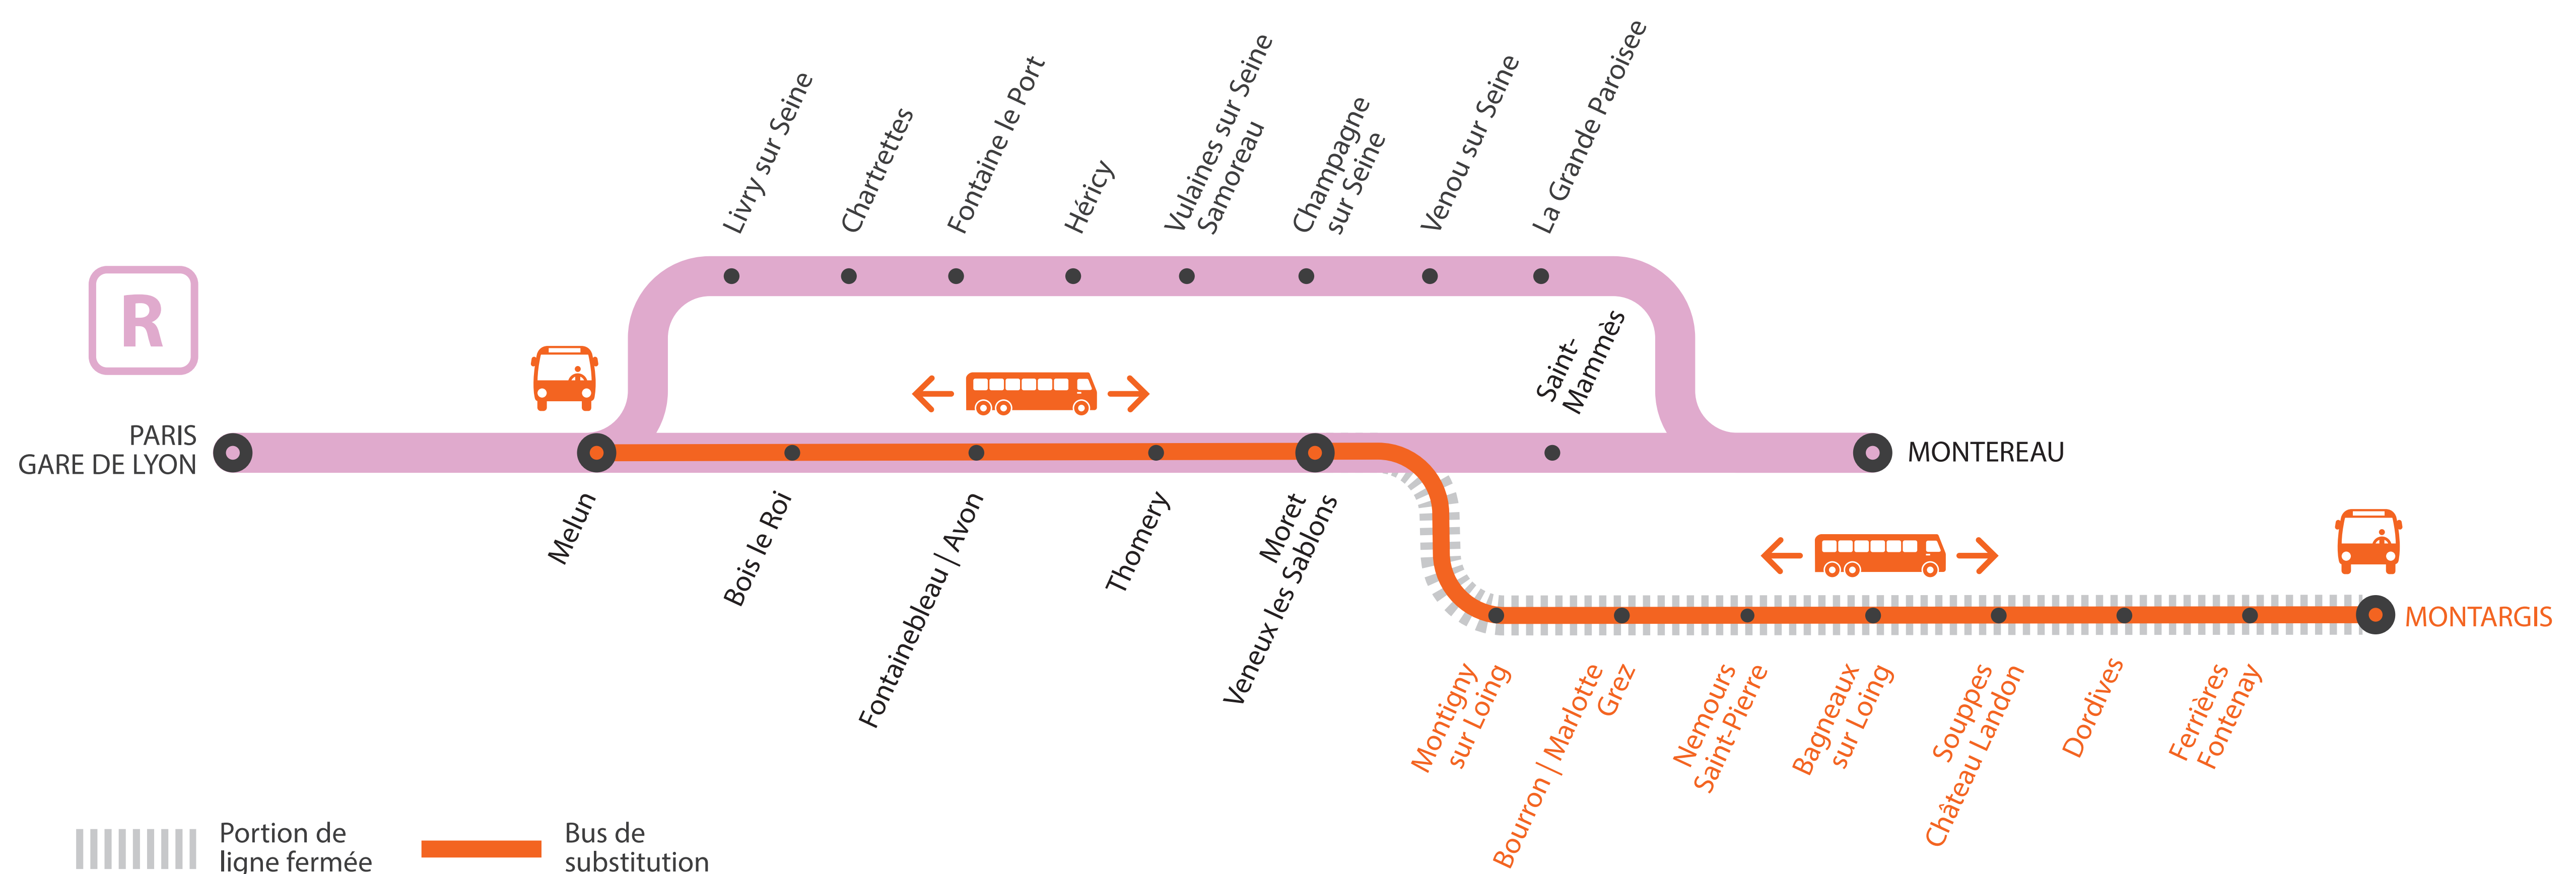 Livry sur Seine
Chartrettes
Fontaine le Port
Héricy
Vulaines sur Seine
Samoreau
Champagne
sur Seine
Venou sur Seine
La Grande Paroisee
R
Saint-
Mammès
PARIS
GARE DE LYON
MONTEREAU
Melun
Bois le Roi
Fontainebleau | Avon
Thomery
Moret
Veneux les Sablons
MONTARGIS
Montigny
sur Loing
Bourron | Marlotte
Grez
Nemours
Saint-Pierre
Bagneaux
sur Loing
Souppes
Château Landon
Dordives
Ferrières
Fontenay
Portion de
ligne fermée
Bus de
substitution